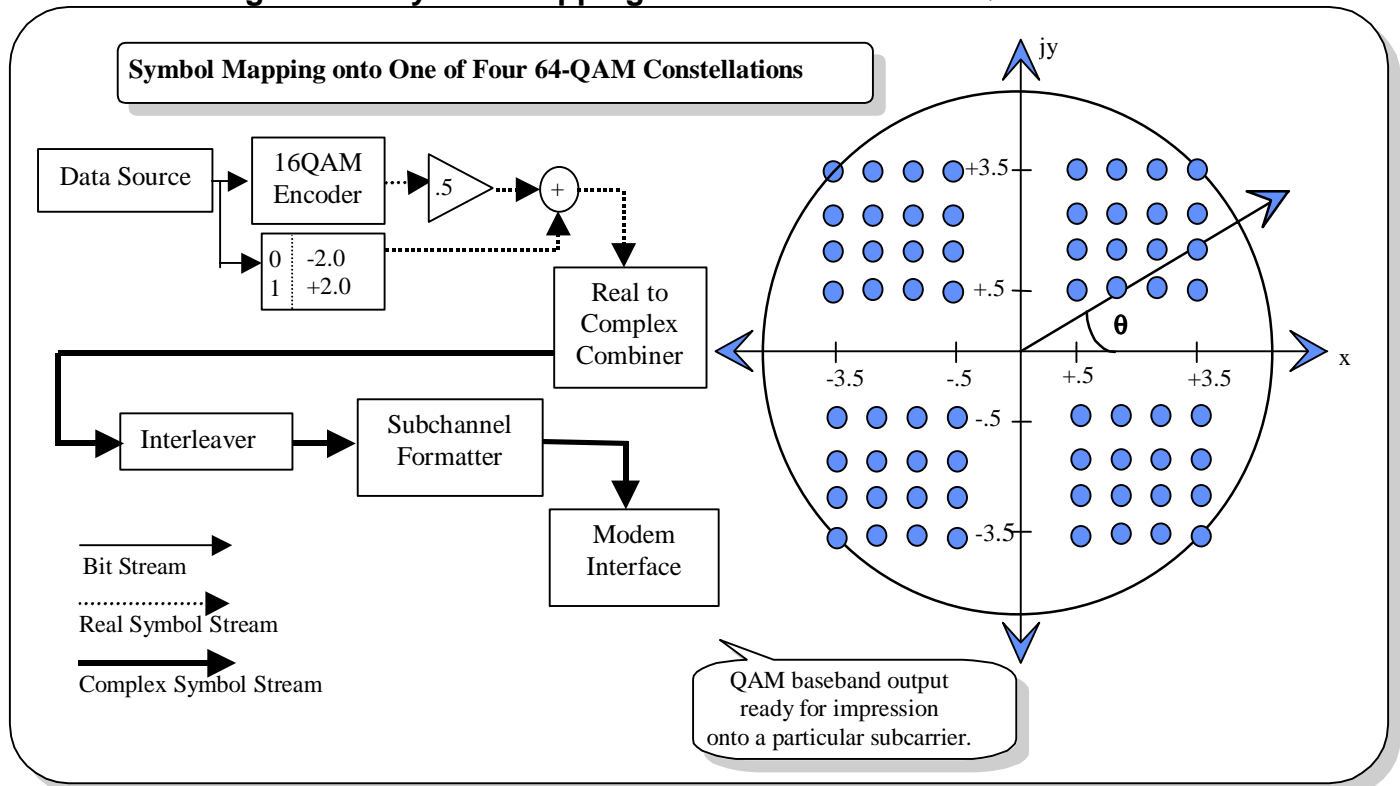 Symbol Mapping onto One of Four 64-QAM Constellations
jy
Data Source
16QAM
Encoder
.5
+
0 -2.0
1 +2.0
Real to
Complex
Combiner
+3.5
+.5
θ
x
-3.5
-.5
+.5
+3.5
-.5
-3.5
Interleaver
Subchannel
Formatter
Modem
Interface
Bit Stream
Real Symbol Stream
Complex Symbol Stream
QAM baseband output
ready for impression
onto a particular subcarrier.